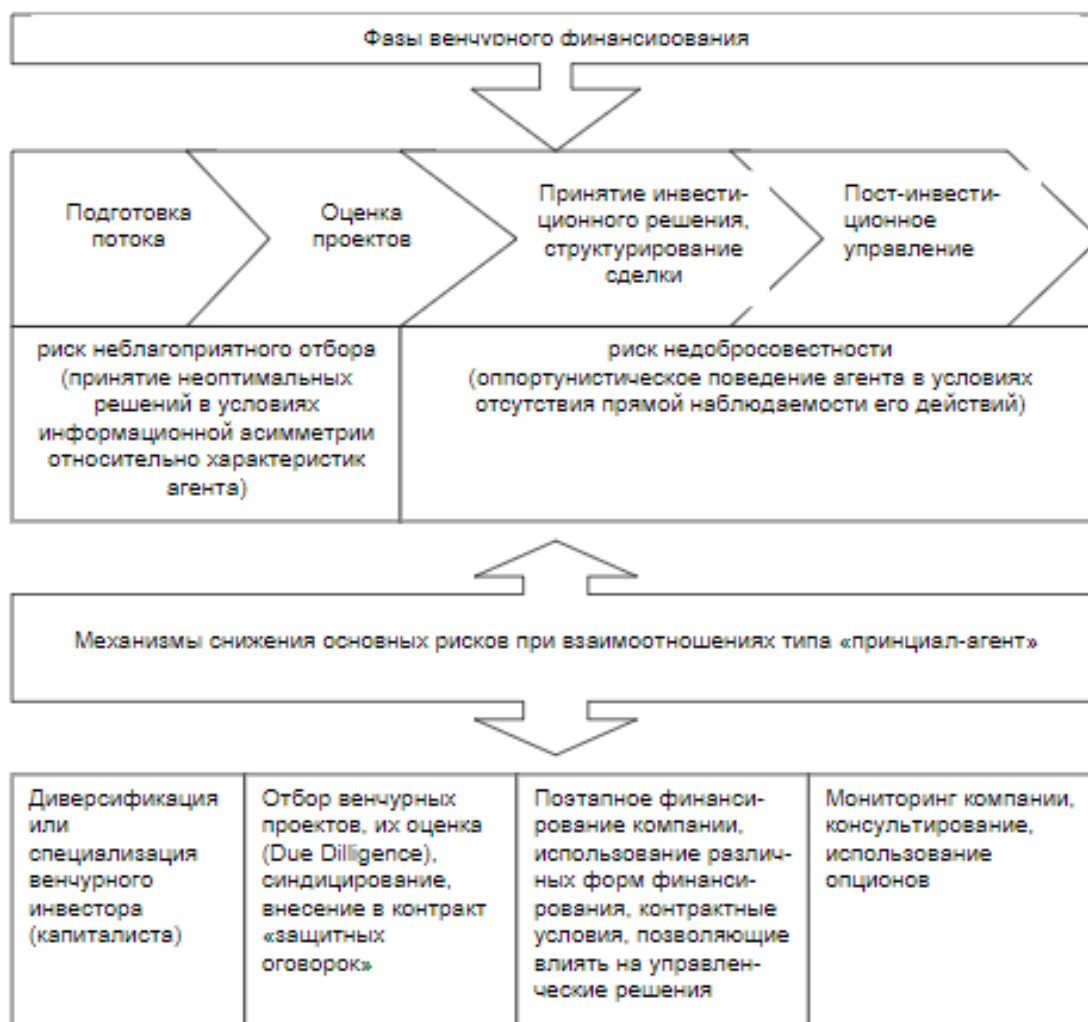 Фазы венчурного финансирования
Подготовка
потока
Оценка
проектов
Принятие инвести-
ционного решения,
структурирование
сделки
Пост-инвести-
ционное
управление
риск неблагоприятного отбора
(принятие неоптимальных
решений в условиях
информационной асимметрии
относительно характеристик
агента)
риск недобросовестности
(оппортунистическое поведение агента в условиях
отсутствия прямой наблюдаемости его действий)
Механизмы снижения основных рисков при взаимоотношениях типа «принципал-агент»
Диверсификация
или
специализация
венчурного
инвестора
(капиталиста)
Отбор венчурных
проектов, их оценка
(Due Dilligence),
синдицирование,
внесение в контракт
«защитных
оговорок»
Поэтапное финанси-
рование компании,
использование различ-
ных форм финанси-
рования, контрактные
условия, позволяющие
влиять на управлен-
ческие решения
Мониторинг компании,
консультирование,
использование
опционов